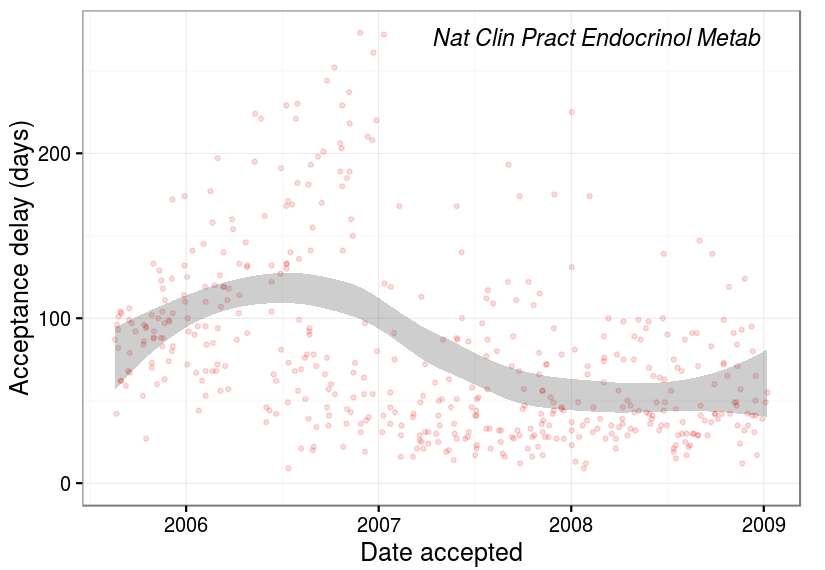 Nat Clin Pract Endocrinol Metab
Acceptance delay (days)
200
100
0
2006
2007
2008
2009
Date accepted